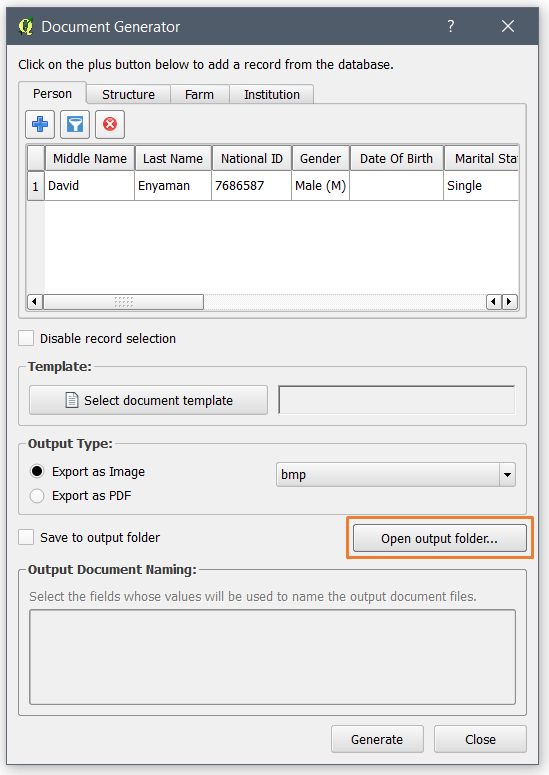 Document Generator ?
Click on the plus button below to add a record from the database.
Person Structure Farm Institution
Middle Name Last Name National ID Gender Date Of Birth Marital Sta
1 David Enyaman 7686587 Male (M) Single
Disable record selection
Template:
Select document template
Output Type:
Export as Image bmp
Export as PDF
Save to output folder Open output folder...
Output Document Naming:
Select the fields whose values will be used to name the output document files.
Generate Close